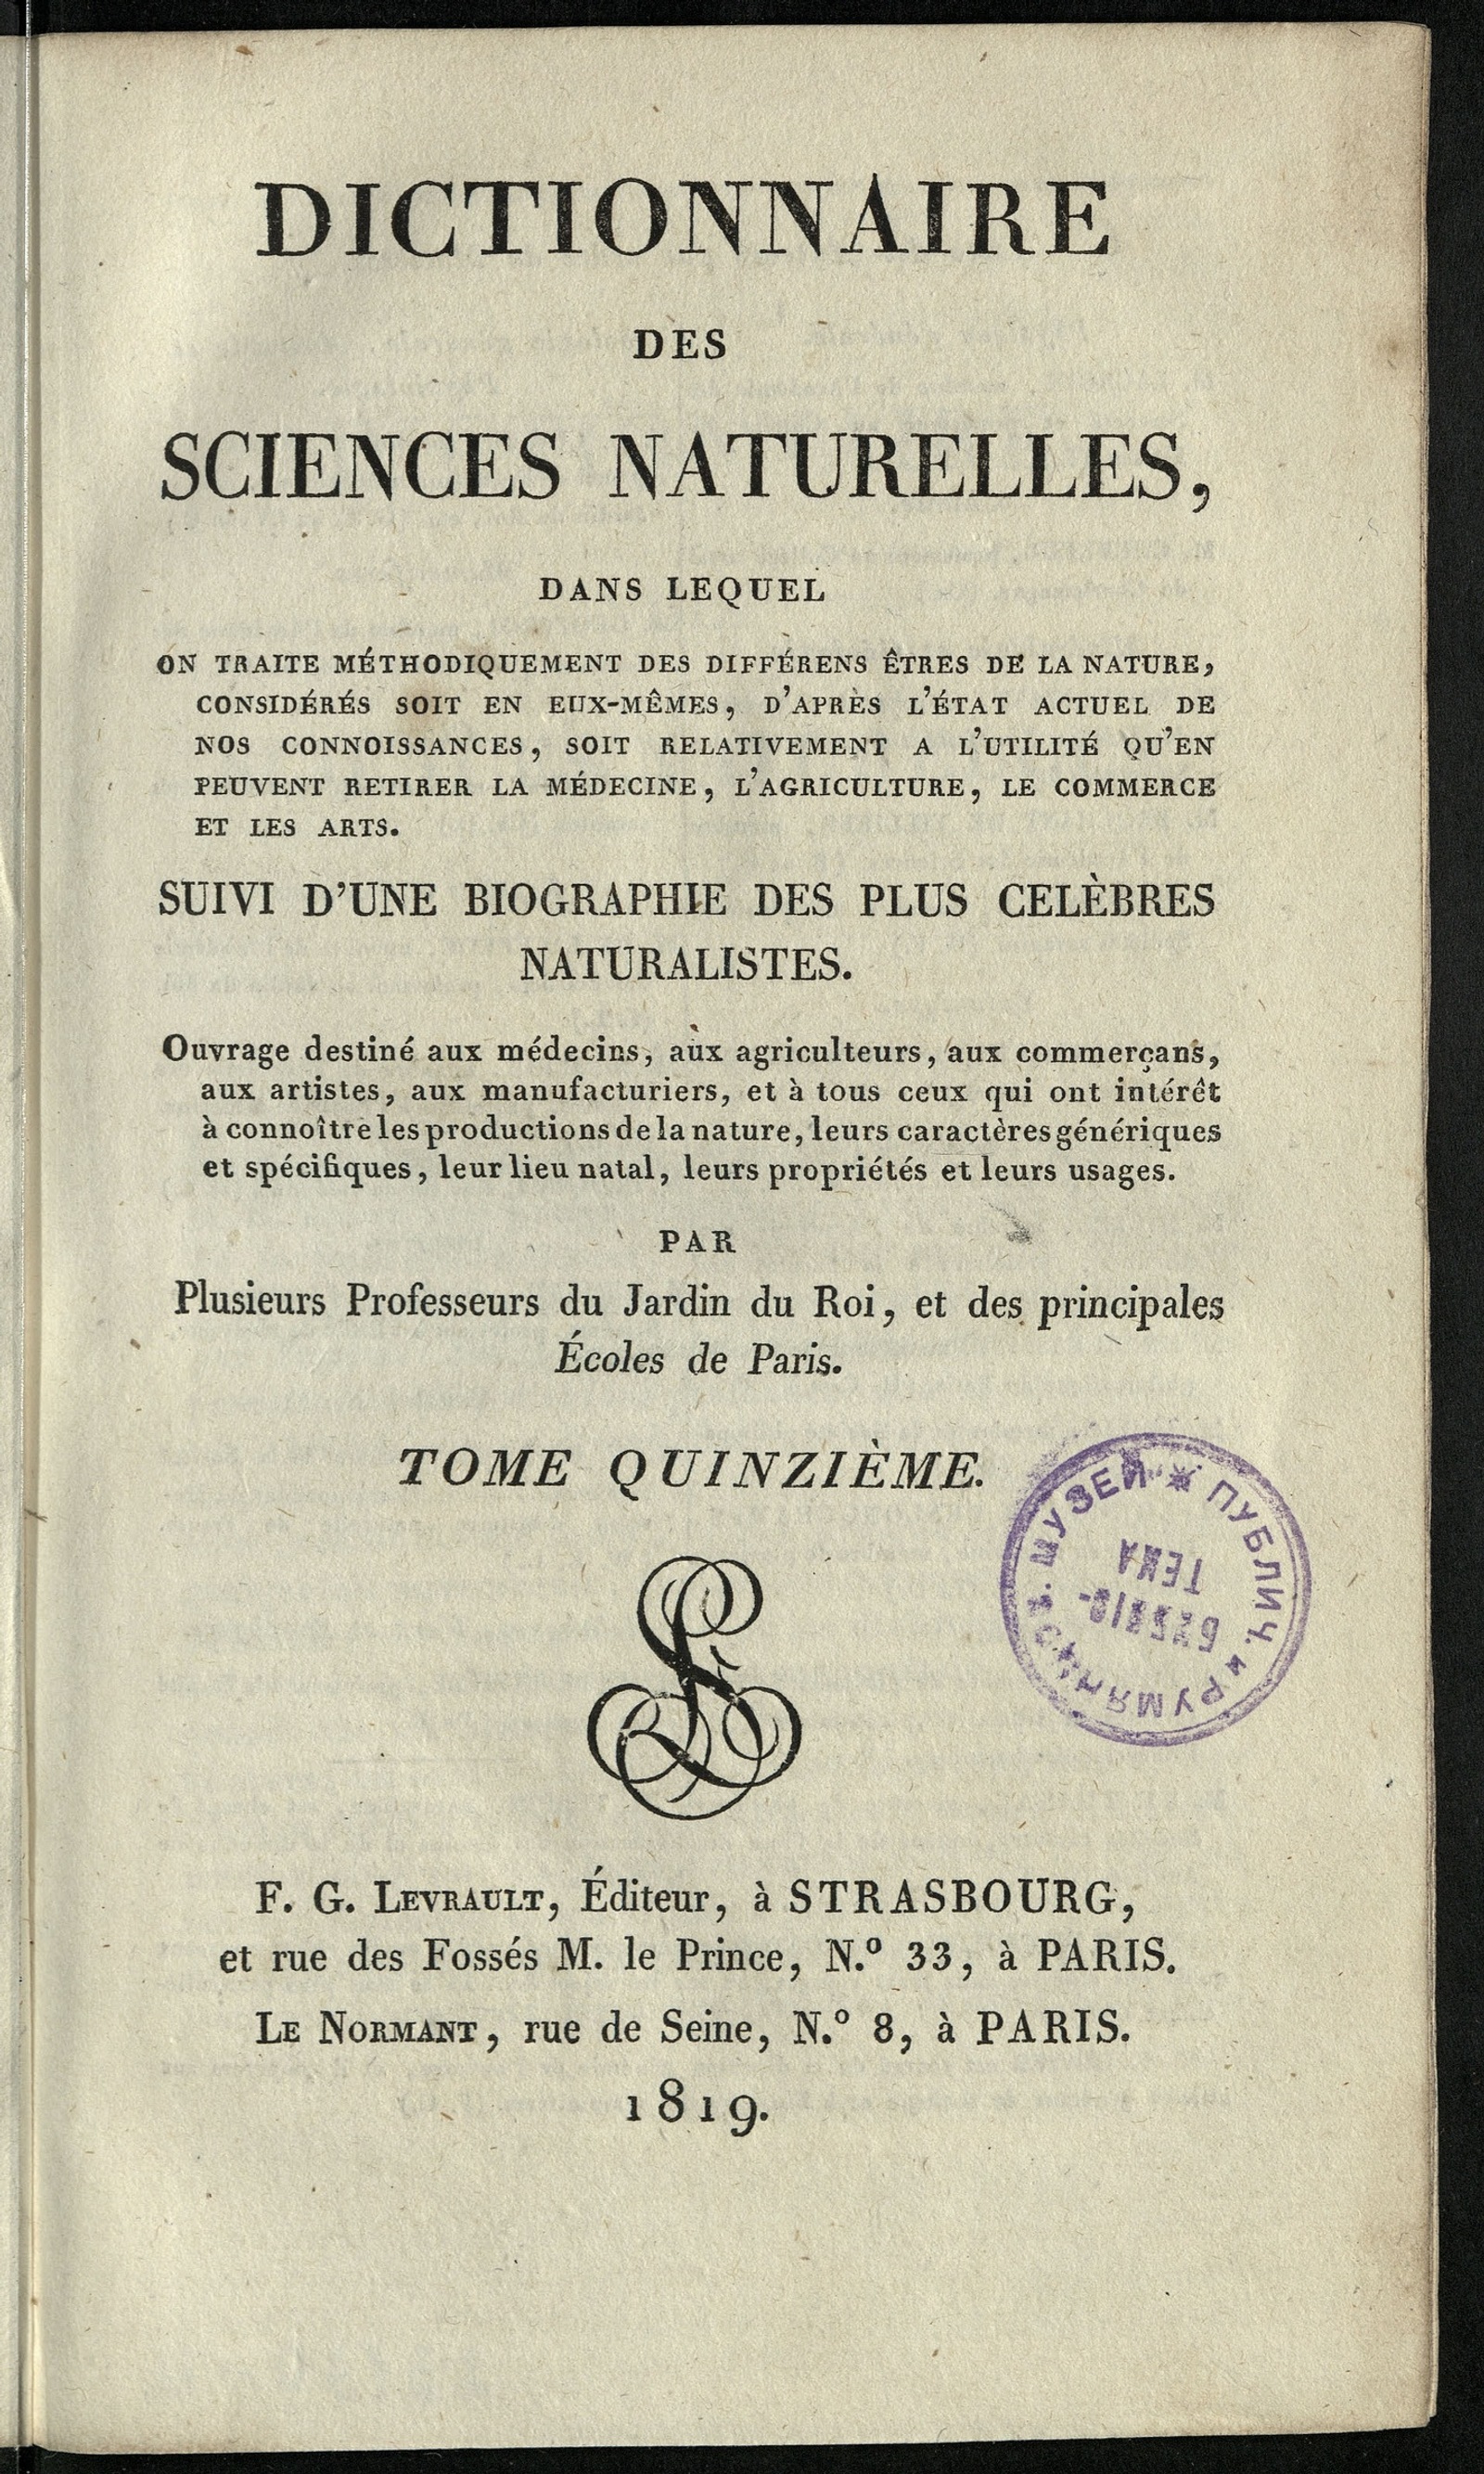 DICTIONNAIRE
DES
SCIENCES NATURELLES,
DANS LEQUEL
ON TRAITE MÉTHODIQUEMENT DES DIFFÉRENS ÊTRES DE LA NATURE,
CONSIDÉRÉS SOIT EN EUX-MÊMES, D'APRÈS L'ÉTAT ACTUEL DE
NOS CONNOISSANCES, SOIT RELATIVEMENT A L'UTILITÉ QU'EN
PEUVENT RETIRER LA MÉDECINE, L'AGRICULTURE, LE COMMERCE
ET LES ARTS.
SUIVI D'UNE BIOGRAPHIE DES PLUS CELÈBRES
NATURALISTES.
Ouvrage destiné aux médecins, aux agriculteurs, aux commerçans,
aux artistes, aux manufacturiers, et à tous ceux qui ont intérêt
à connoître les productions de la nature, leurs caractères génériques
et spécifiques, leur lieu natal, leurs propriétés et leurs usages.
PAR
Plusieurs Professeurs du Jardin du Roi, et des principales
Écoles de Paris.
TOME QUINZIÈME.
ПУБЛИЧ. * РУМЯНЦСК. МУЗЕЙ *
БИБЛІО-
ТЕКА
F. G. LEVRAULT, Éditeur, à STRASBOURG,
et rue des Fossés M. le Prince, N.º 33, à PARIS.
LE NORMANT, rue de Seine, N.º 8, à PARIS.
1819.